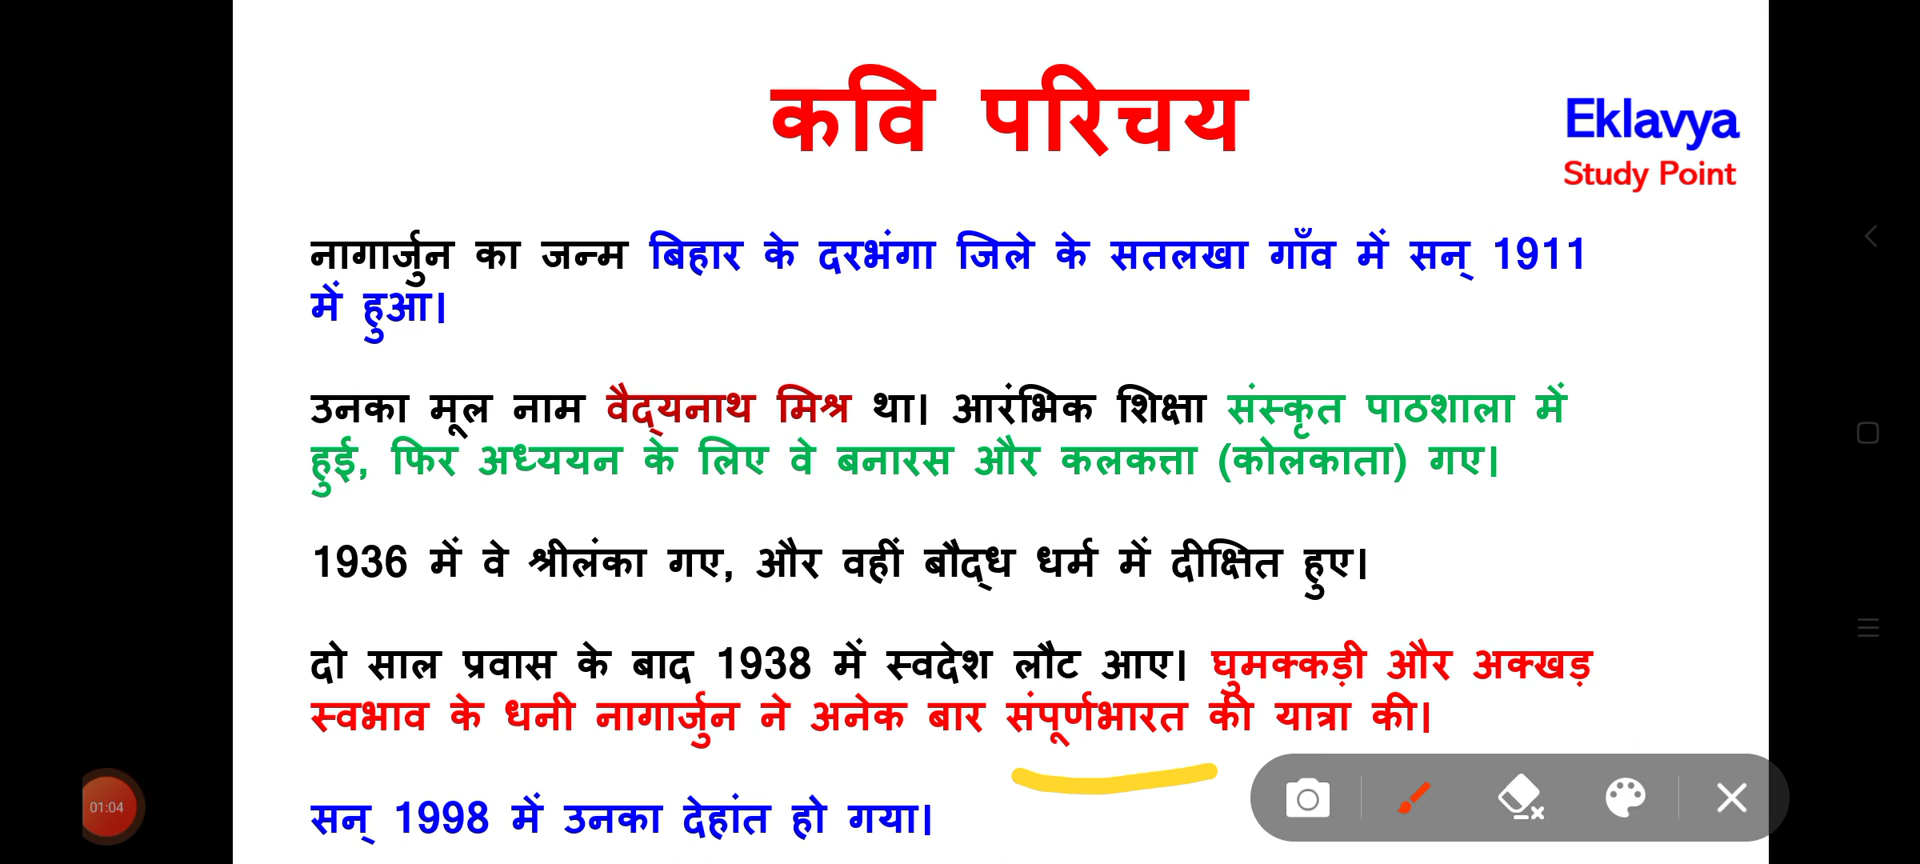 कवि परिचय
Eklavya
Study Point
नागार्जुन का जन्म बिहार के दरभंगा जिले के सतलखा गाँव में सन् 1911
में हुआ।
उनका मूल नाम वैद्यनाथ मिश्र था। आरंभिक शिक्षा संस्कृत पाठशाला में
हुई, फिर अध्ययन के लिए वे बनारस और कलकत्ता (कोलकाता) गए।
1936 में वे श्रीलंका गए, और वहीं बौद्ध धर्म में दीक्षित हुए।
दो साल प्रवास के बाद 1938 में स्वदेश लौट आए। घुमक्कड़ी और अक्खड़
स्वभाव के धनी नागार्जुन ने अनेक बार संपूर्णभारत की यात्रा की।
सन् 1998 में उनका देहांत हो गया।
01:04